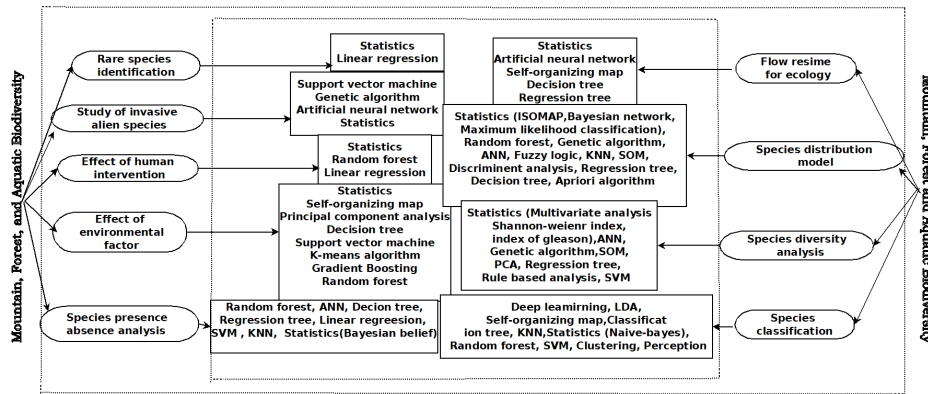 Mountain, Forest, and Aquatic Biodiversity
Rare species
identification
Study of invasive
alien species
Effect of human
intervention
Effect of
environmental
factor
Species presence
absence analysis
Statistics
Linear regression
Support vector machine
Genetic algorithm
Artificial neural network
Statistics
Statistics
Random forest
Linear regression
Statistics
Self-organizing map
Principal component analysis
Decision tree
Support vector machine
K-means algorithm
Gradient Boosting
Random forest
Random forest, ANN, Decion tree,
Regression tree, Linear regreesion,
SVM , KNN, Statistics(Bayesian belief)
Statistics
Artificial neural network
Self-organizing map
Decision tree
Regression tree
Statistics (ISOMAP,Bayesian network,
Maximum likelihood classification),
Random forest, Genetic algorithm,
ANN, Fuzzy logic, KNN, SOM,
Discriminent analysis, Regression tree,
Decision tree, Apriori algorithm
Statistics (Multivariate analysis
Shannon-weienr index,
index of gleason),ANN,
Genetic algorithm,SOM,
PCA, Regression tree,
Rule based analysis, SVM
Deep leamirning, LDA,
Self-organizing map,Classificat
ion tree, KNN,Statistics (Naive-bayes),
Random forest, SVM, Clustering, Perception
Flow resime
for ecology
Species distribution
model
Species diversity
analysis
Species
classification
Mountain, Forest and Aquatic Biodiversity